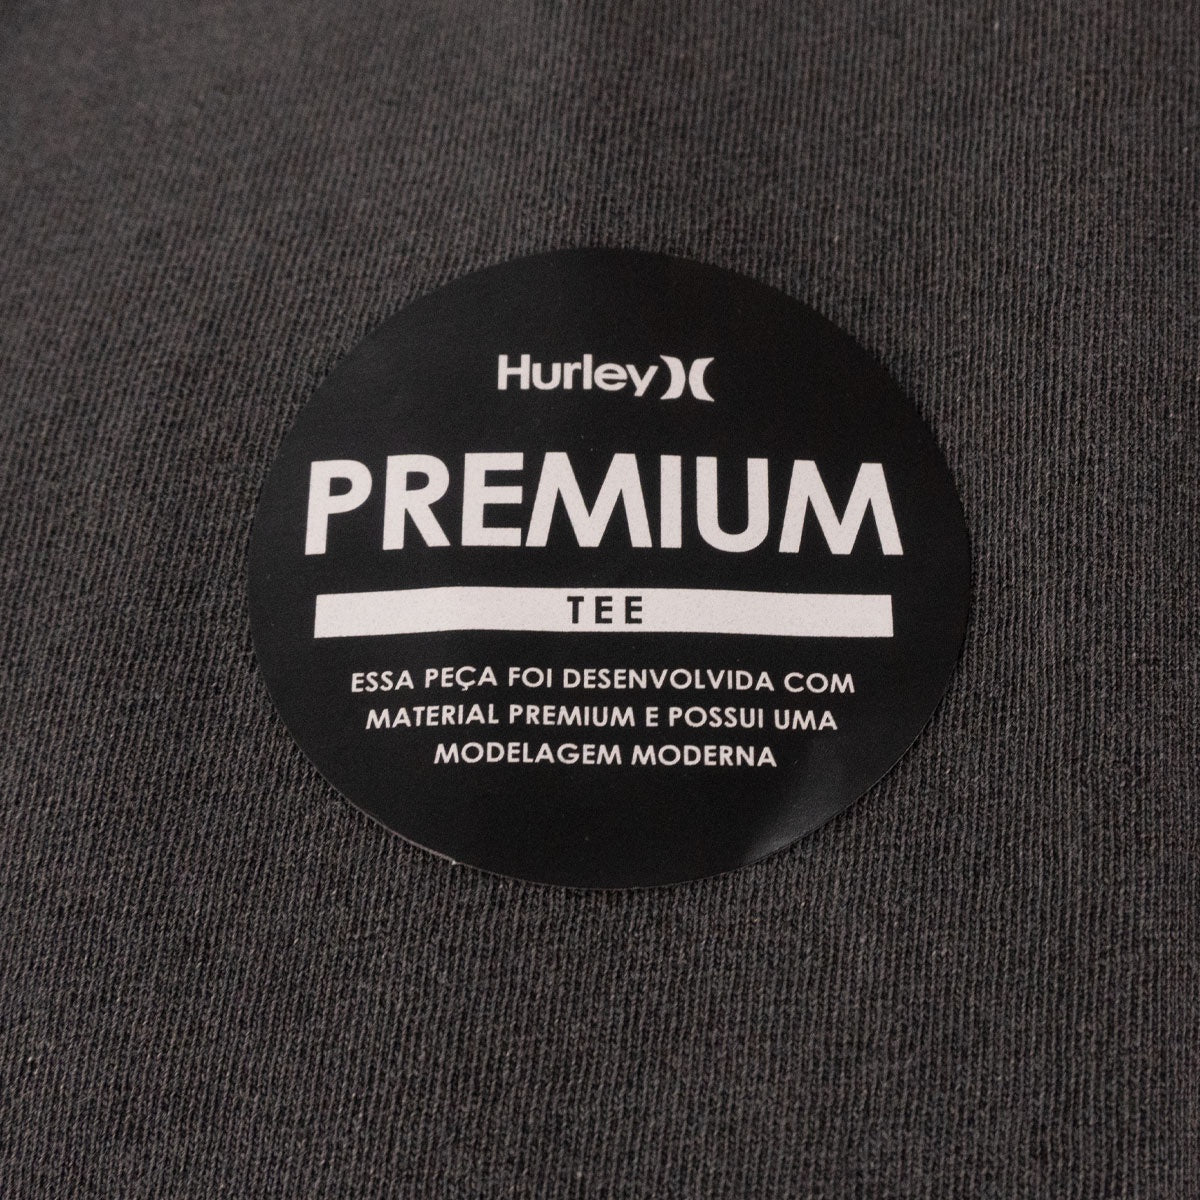 Hurley
PREMIUM
TEE
ESSA PEÇA FOI DESENVOLVIDA COM
MATERIAL PREMIUM E POSSUI UMA
MODELAGEM MODERNA